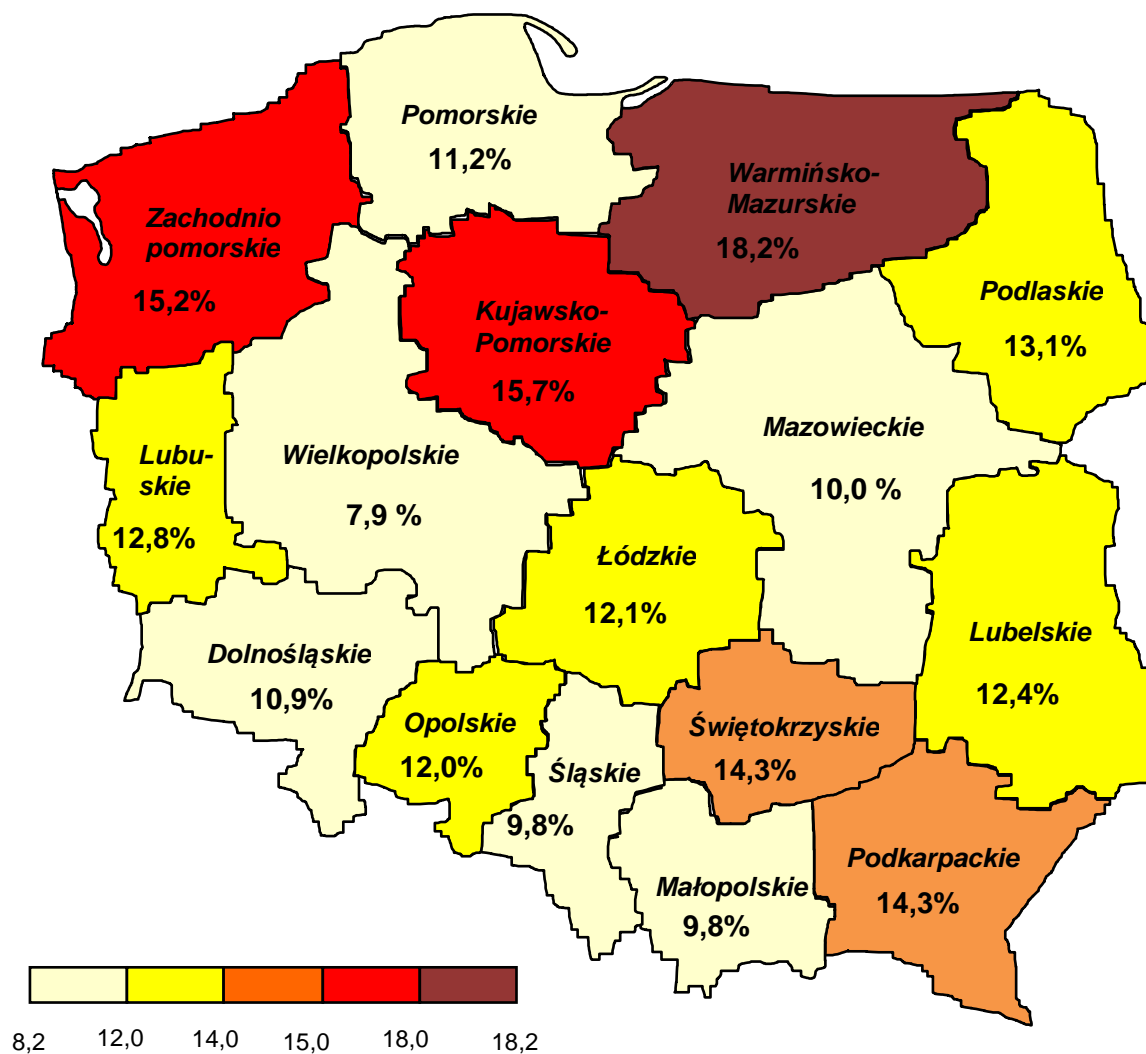 Pomorskie
11,2%
Warmińsko-
Mazurskie
18,2%
Zachodnio
pomorskie
15,2%
Podlaskie
13,1%
Kujawsko-
Pomorskie
15,7%
Mazowieckie
10,0 %
Lubu-
skie
12,8%
Wielkopolskie
7,9 %
Łódzkie
12,1%
Lubelskie
12,4%
Dolnośląskie
10,9%
Opolskie
12,0%
Świętokrzyskie
14,3%
Śląskie
9,8%
Małopolskie
9,8%
Podkarpackie
14,3%
8,2 12,0 14,0 15,0 18,0 18,2